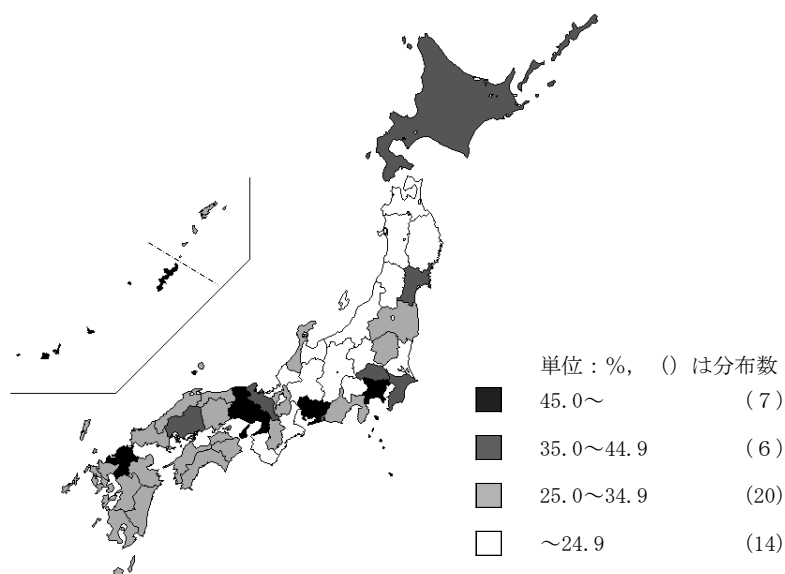 単位：%， （）は分布数
45.0～ （7）
35.0～44.9 （6）
25.0～34.9 （20）
～24.9 （14）